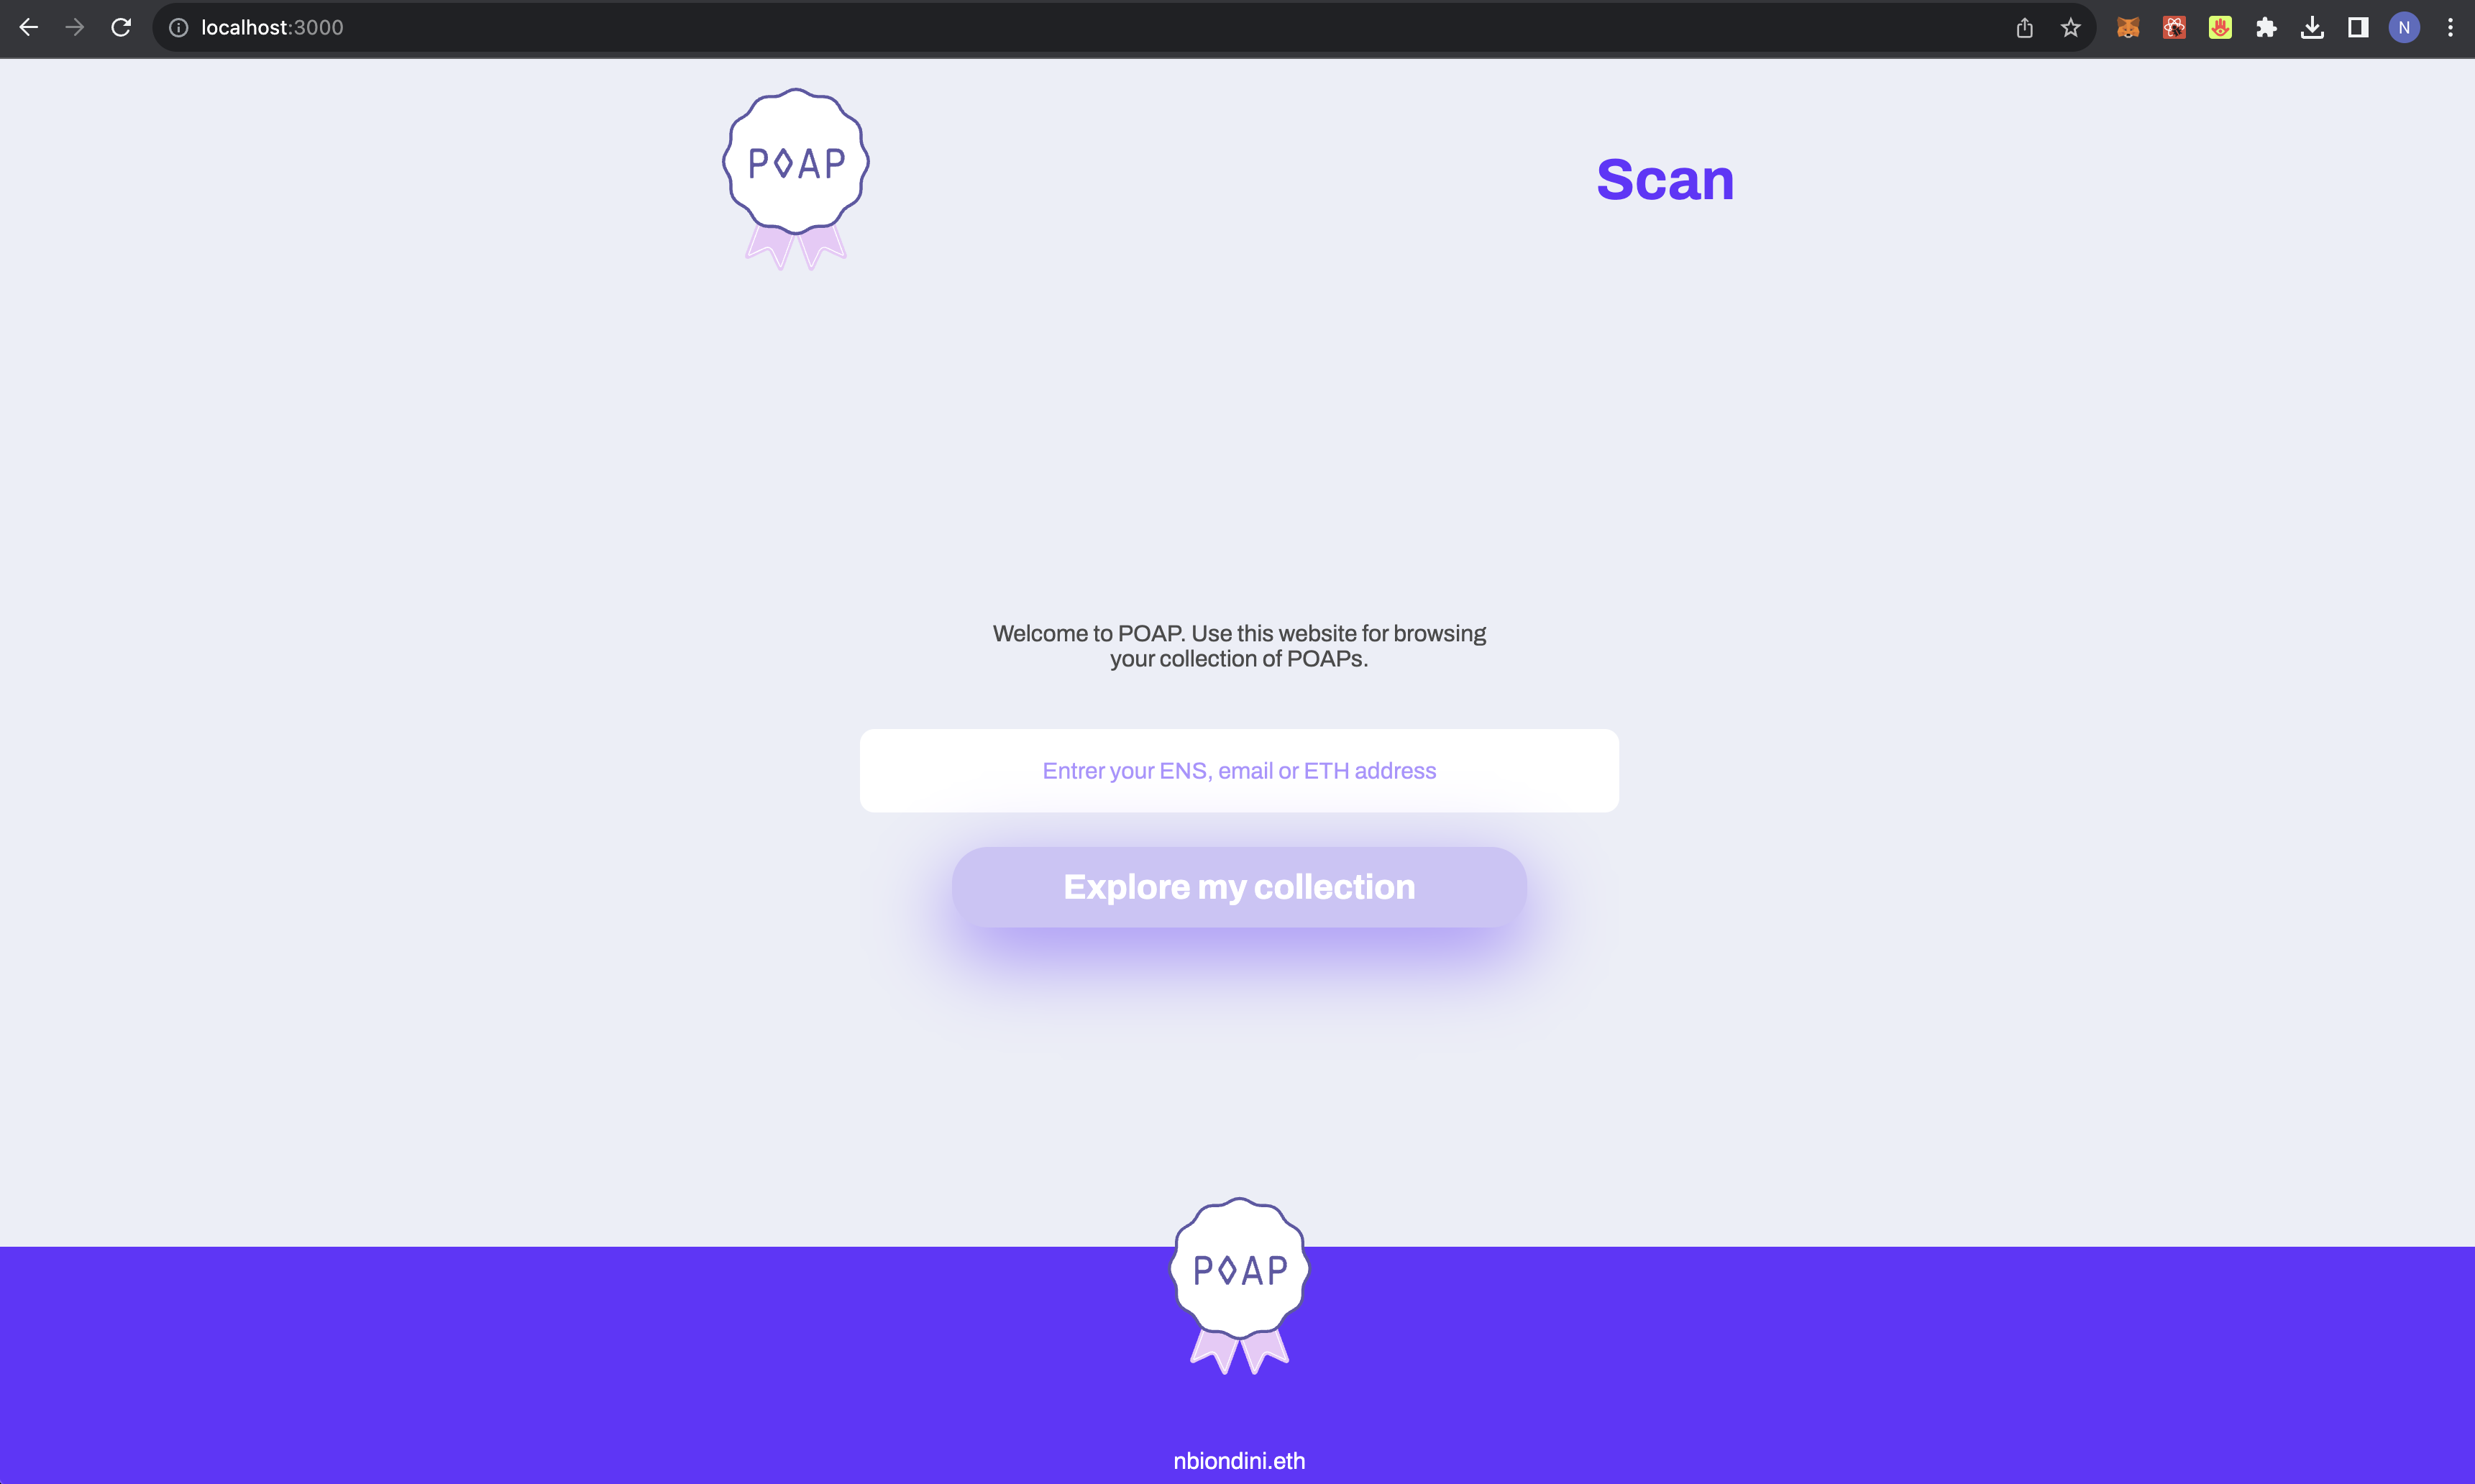 localhost:3000
N
POAP
Scan
Welcome to POAP. Use this website for browsing
your collection of POAPs.
Entrer your ENS, email or ETH address
Explore my collection
POAP
nbiondini.eth